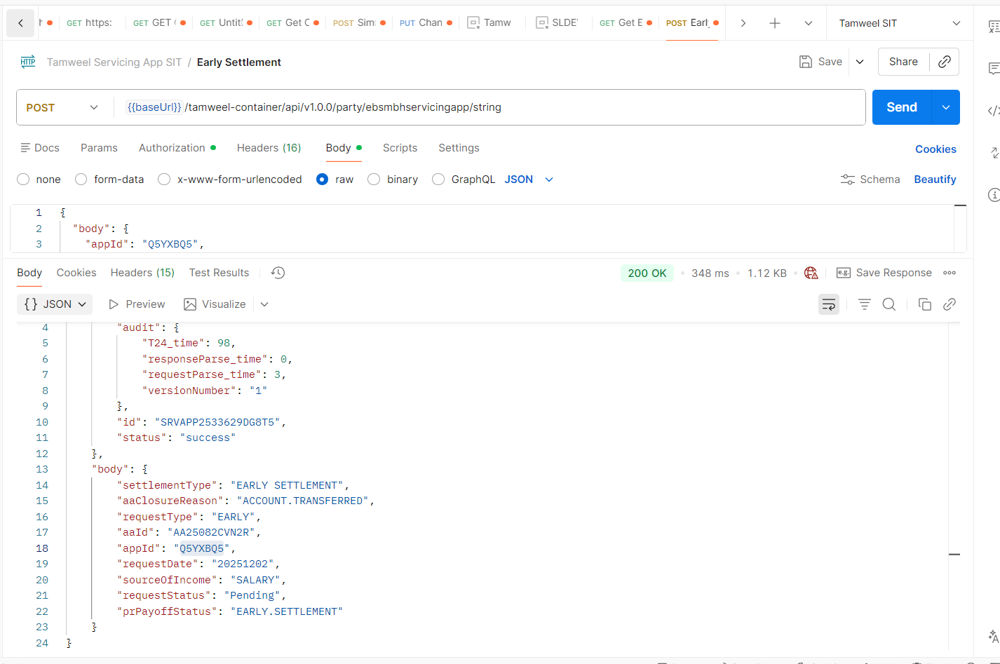 h GET https: GET GET ( GET Untitl GET Get C POST Sim PUT Chan Tamw SLDE' GET Get E POST Early Tamweel SIT
HTTP Tamweel Servicing App SIT / Early Settlement Save Share
POST {{baseUrl}} /tamweel-container/api/v1.0.0/party/ebsmbhservicingapp/string Send
Docs Params Authorization Headers (16) Body Scripts Settings Cookies
none form-data x-www-form-urlencoded raw binary GraphQL JSON Schema Beautify
1 {
2 "body": {
3 "appId": "Q5YXBQ5",
Body Cookies Headers (15) Test Results 200 OK 348 ms 1.12 KB e.g. Save Response
{} JSON Preview Visualize
4 "audit": {
5 "T24_time": 98,
6 "responseParse_time": 0,
7 "requestParse_time": 3,
8 "versionNumber": "1"
9 },
10 "id": "SRVAPP2533629DG8T5",
11 "status": "success"
12 },
13 "body": {
14 "settlementType": "EARLY SETTLEMENT",
15 "aaClosureReason": "ACCOUNT.TRANSFERRED",
16 "requestType": "EARLY",
17 "aaId": "AA25082CVN2R",
18 "appId": "Q5YXBQ5",
19 "requestDate": "20251202",
20 "sourceOfIncome": "SALARY",
21 "requestStatus": "Pending",
22 "prPayoffStatus": "EARLY.SETTLEMENT"
23 }
24 }